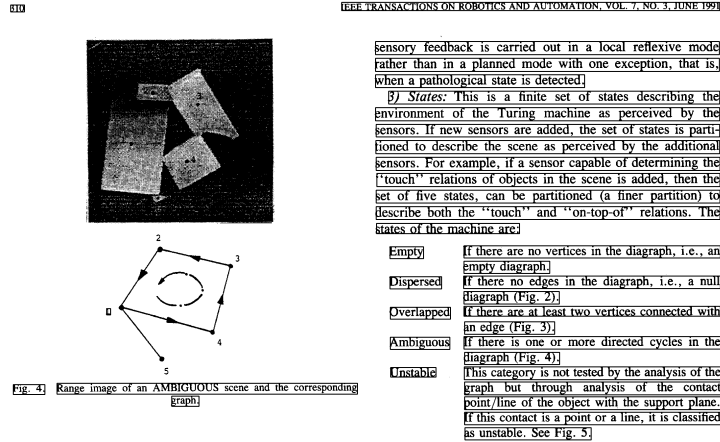 310
IEEE TRANSACTIONS ON ROBOTICS AND AUTOMATION, VOL. 7, NO. 3, JUNE 1991
2
3
1
4
5
Fig. 4. Range image of an AMBIGUOUS scene and the corresponding
graph.
sensory feedback is carried out in a local reflexive mode
rather than in a planned mode with one exception, that is,
when a pathological state is detected.
3) States: This is a finite set of states describing the
environment of the Turing machine as perceived by the
sensors. If new sensors are added, the set of states is parti-
tioned to describe the scene as perceived by the additional
sensors. For example, if a sensor capable of determining the
‘‘touch’’ relations of objects in the scene is added, then the
set of five states, can be partitioned (a finer partition) to
describe both the ‘‘touch’’ and ‘‘on-top-of’’ relations. The
states of the machine are:
Empty If there are no vertices in the diagraph, i.e., an
empty diagraph.
Dispersed If there no edges in the diagraph, i.e., a null
diagraph (Fig. 2).
Overlapped If there are at least two vertices connected with
an edge (Fig. 3).
Ambiguous If there is one or more directed cycles in the
diagraph (Fig. 4).
Unstable This category is not tested by the analysis of the
graph but through analysis of the contact
point/line of the object with the support plane.
If this contact is a point or a line, it is classified
as unstable. See Fig. 5.